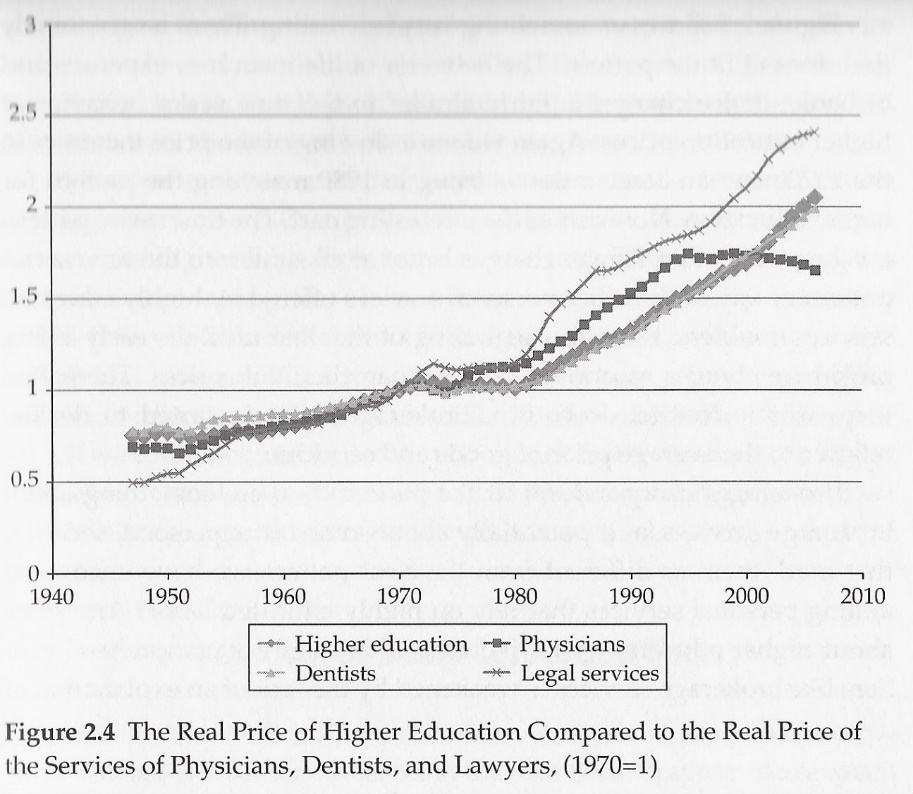 3
2.5
2
1.5
1
0.5
0
1940 1950 1960 1970 1980 1990 2000 2010
Higher education Physicians
Dentists Legal services
Figure 2.4 The Real Price of Higher Education Compared to the Real Price of
the Services of Physicians, Dentists, and Lawyers, (1970=1)